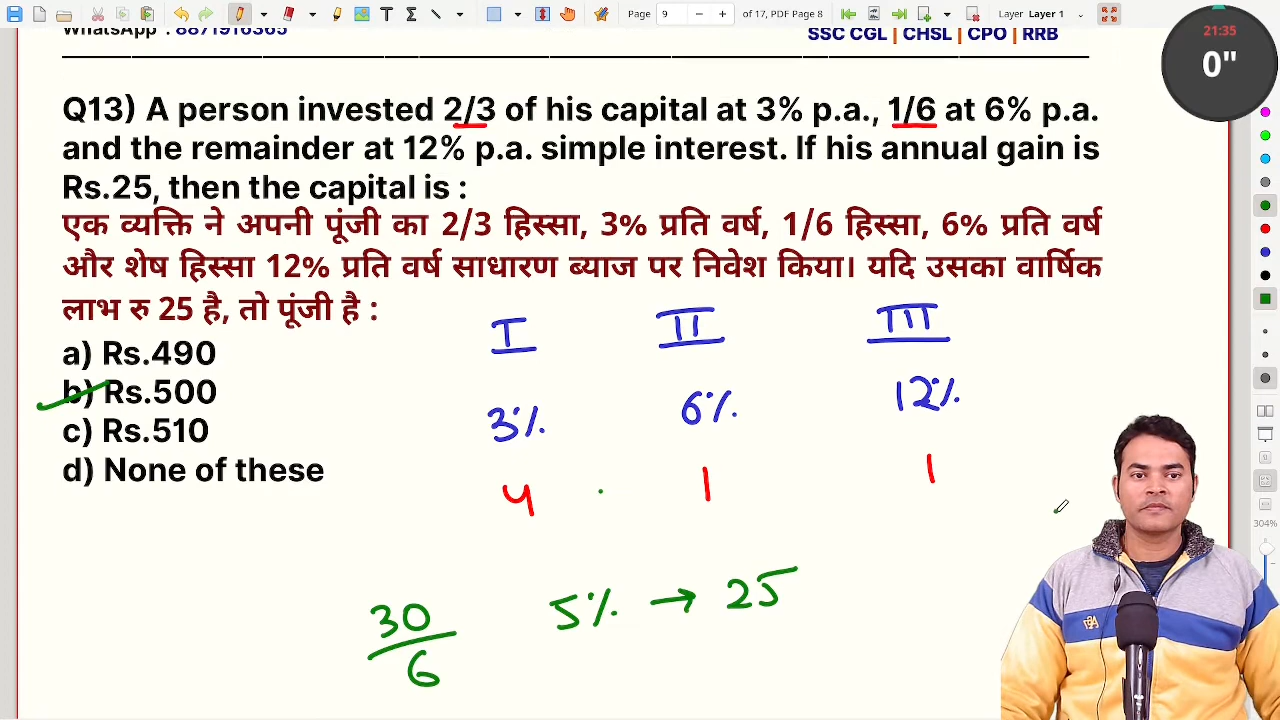 Page 9 of 17, PDF Page 8 Layer Layer 1
21:35
0"
WhatsApp : 8871916365
SSC CGL | CHSL | CPO | RRB
Q13) A person invested 2/3 of his capital at 3% p.a., 1/6 at 6% p.a.
and the remainder at 12% p.a. simple interest. If his annual gain is
Rs.25, then the capital is :
एक व्यक्ति ने अपनी पूंजी का 2/3 हिस्सा, 3% प्रति वर्ष, 1/6 हिस्सा, 6% प्रति वर्ष
और शेष हिस्सा 12% प्रति वर्ष साधारण ब्याज पर निवेश किया। यदि उसका वार्षिक
लाभ रु 25 है, तो पूंजी है :
a) Rs.490
b) Rs.500
c) Rs.510
d) None of these
I II III
3% 6% 12%
4 1 1
30/6 5% → 25
304%